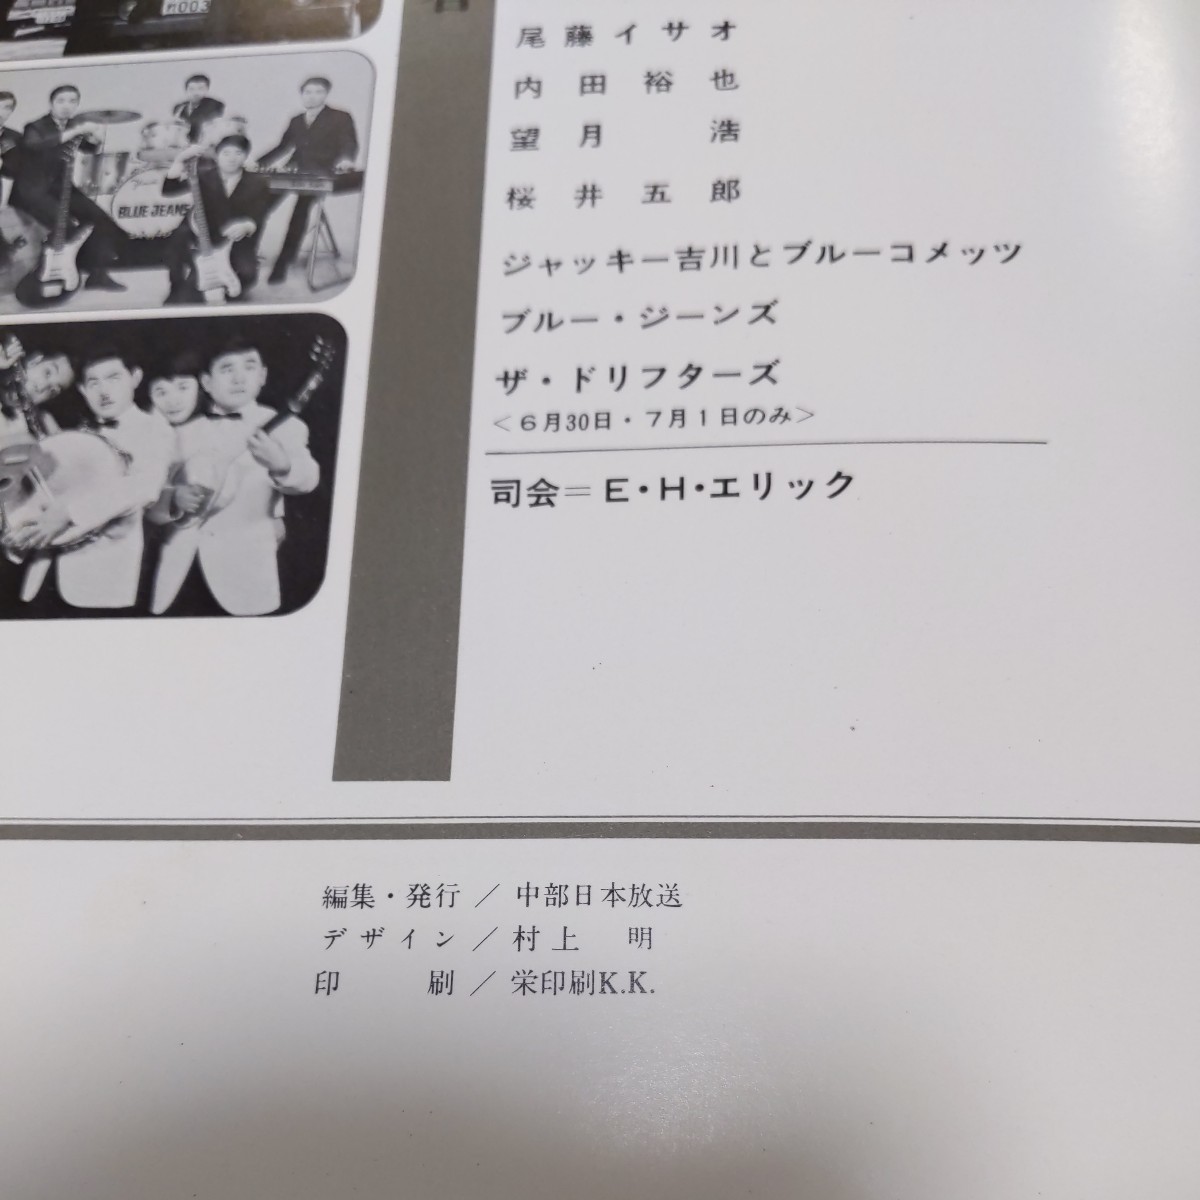 尾藤イサオ
内田裕也
望月 浩
桜井五郎
ジャッキー吉川とブルーコメッツ
ブルー・ジーンズ
ザ・ドリフターズ
<6月30日・7月1日のみ>
司会=E・H・エリック
BLUE JEANS
編集・発行／中部日本放送
デザイン／村上 明
印 刷／栄印刷K.K.